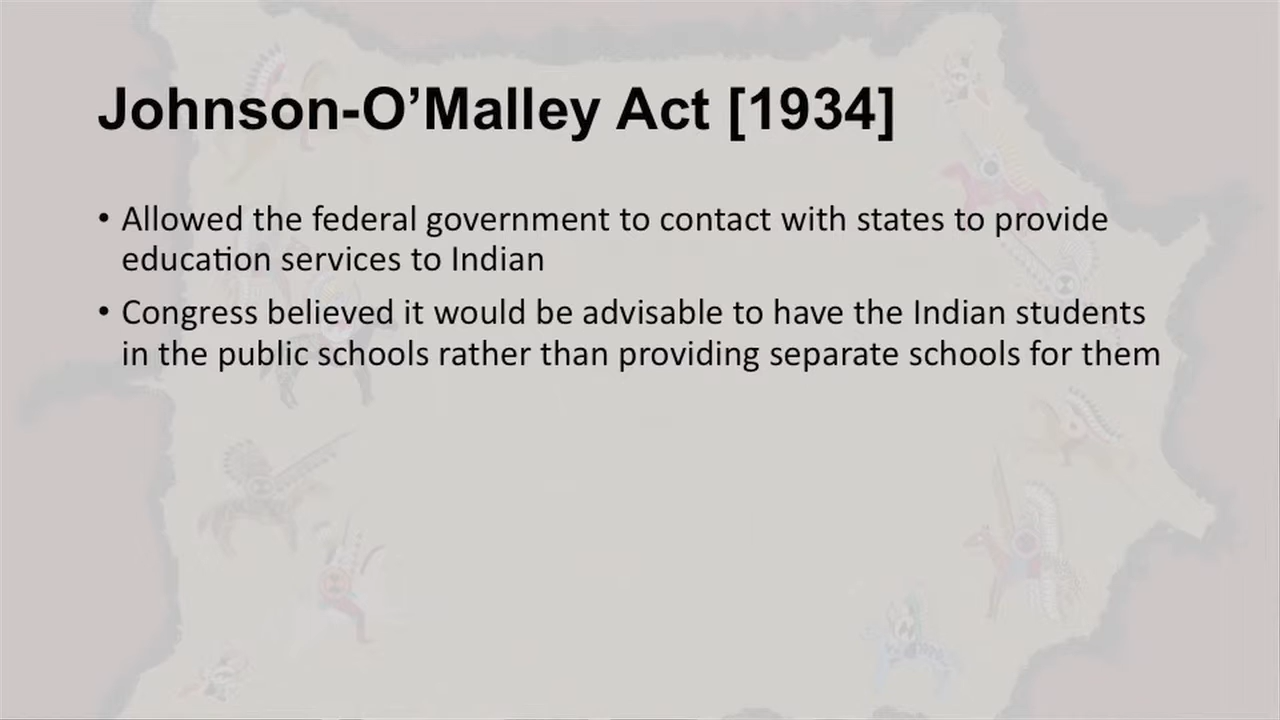 Johnson-O’Malley Act [1934]
• Allowed the federal government to contact with states to provide
education services to Indian
• Congress believed it would be advisable to have the Indian students
in the public schools rather than providing separate schools for them